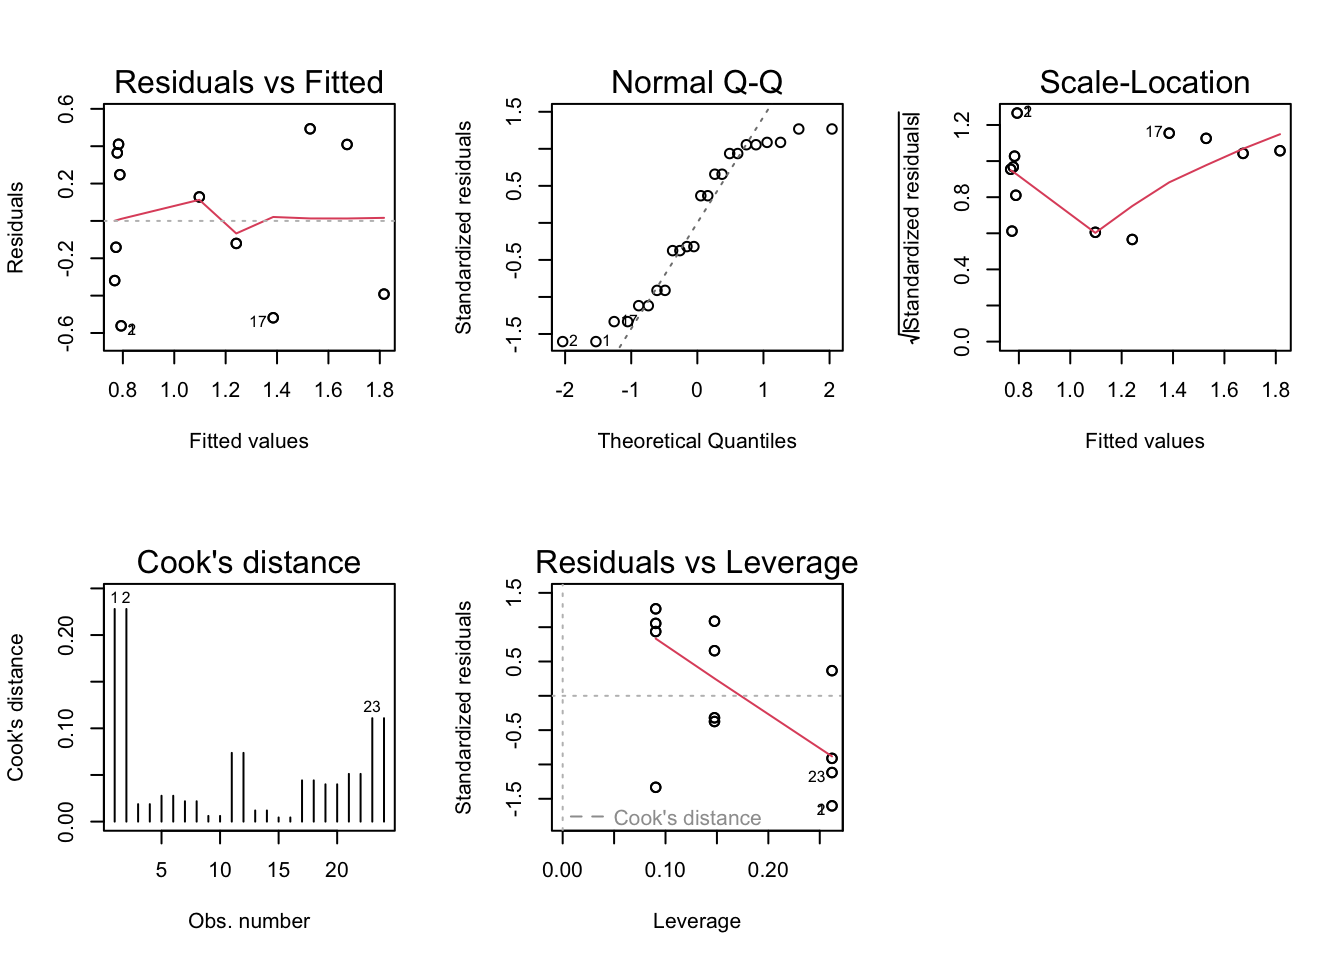 Residuals vs Fitted
Residuals
0.6
0.2
-0.2
-0.6
17
0.8 1.0 1.2 1.4 1.6 1.8
Fitted values
Normal Q-Q
Standardized residuals
1.5
0.5
-0.5
-1.5
2
1
17
-2 -1 0 1 2
Theoretical Quantiles
Scale-Location
√|Standardized residuals|
1.2
0.8
0.4
0.0
17
0.8 1.0 1.2 1.4 1.6 1.8
Fitted values
Cook's distance
Cook's distance
0.20
0.10
0.00
1 2
23
5 10 15 20
Obs. number
Residuals vs Leverage
Standardized residuals
1.5
0.5
-0.5
-1.5
23
Cook's distance
0.00 0.10 0.20
Leverage